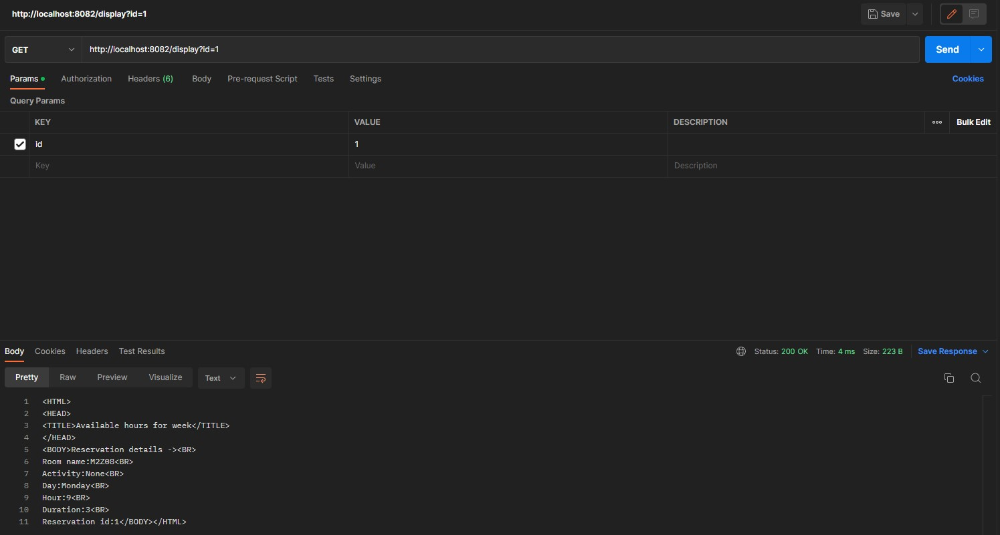 http://localhost:8082/display?id=1
Save
GET
http://localhost:8082/display?id=1
Send
Params
Authorization
Headers (6)
Body
Pre-request Script
Tests
Settings
Cookies
Query Params
KEY
VALUE
DESCRIPTION
Bulk Edit
id
1
Key
Value
Description
Body
Cookies
Headers
Test Results
Status: 200 OK
Time: 4 ms
Size: 223 B
Save Response
Pretty
Raw
Preview
Visualize
Text
1 <HTML>
2 <HEAD>
3 <TITLE>Available hours for week</TITLE>
4 </HEAD>
5 <BODY>Reservation details -><BR>
6 Room name:M2Z08<BR>
7 Activity:None<BR>
8 Day:Monday<BR>
9 Hour:9<BR>
10 Duration:3<BR>
11 Reservation id:1</BODY></HTML>